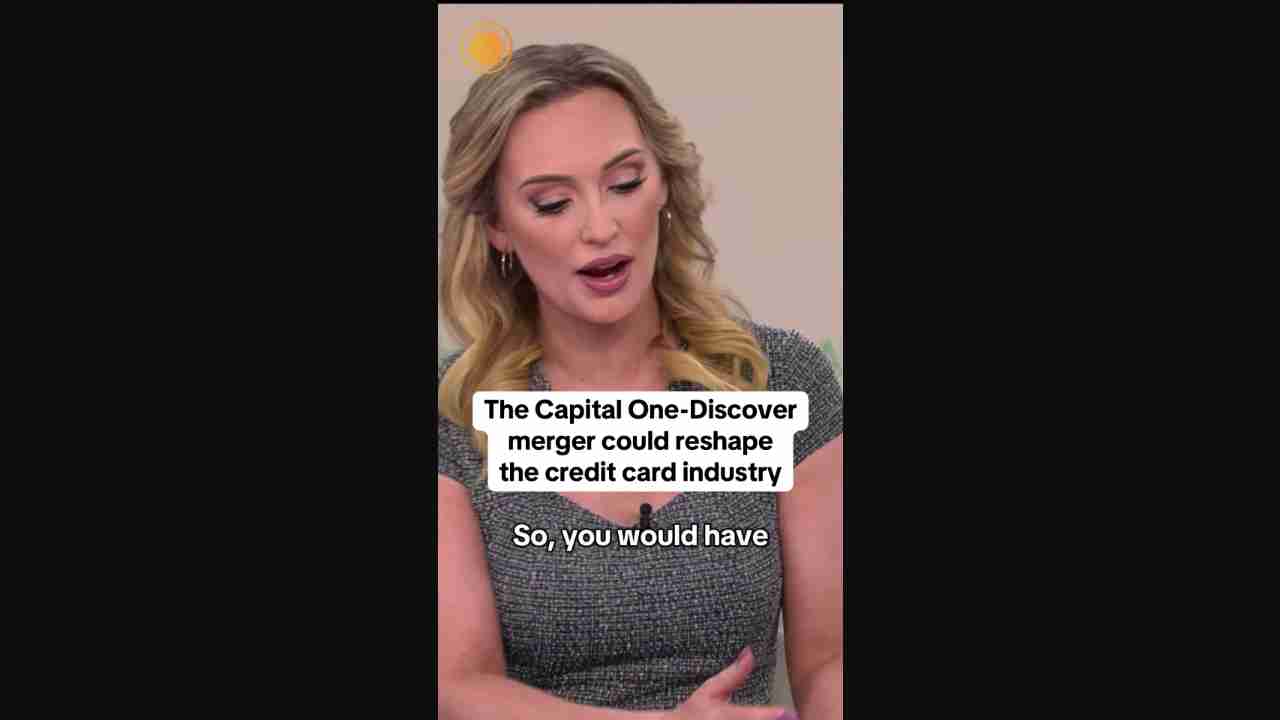 The Capital One-Discover
merger could reshape
the credit card industry
So, you would have